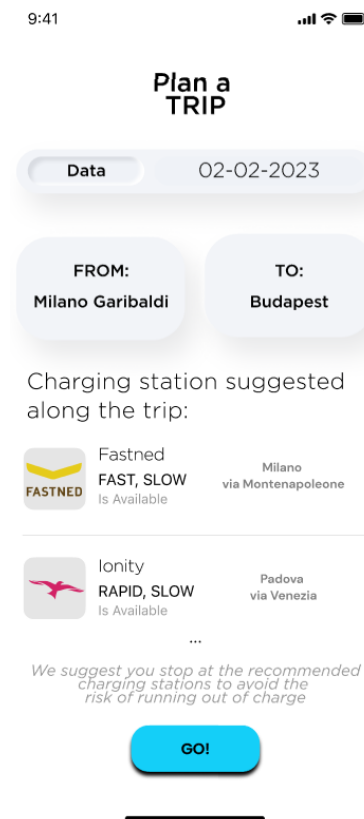 9:41
Plan a
TRIP
Data 02-02-2023
FROM:
Milano Garibaldi
TO:
Budapest
Charging station suggested
along the trip:
FASTNED
Fastned
FAST, SLOW
Is Available
Milano
via Montenapoleone
Ionity
RAPID, SLOW
Is Available
Padova
via Venezia
...
We suggest you stop at the recommended
charging stations to avoid the
risk of running out of charge
GO!